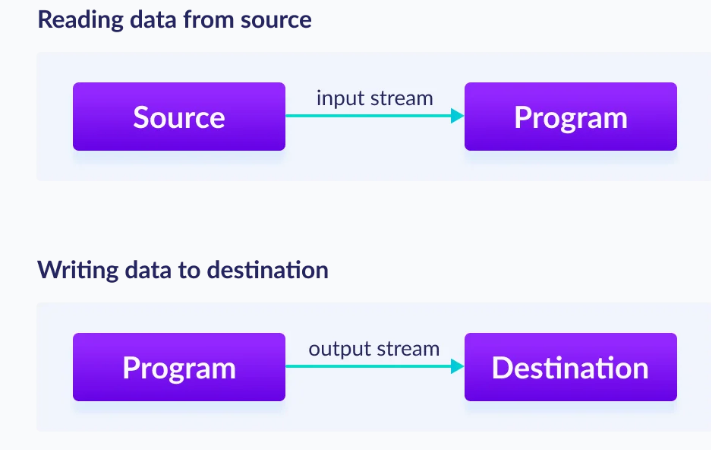 Reading data from source
Source
input stream
Program
Writing data to destination
Program
output stream
Destination